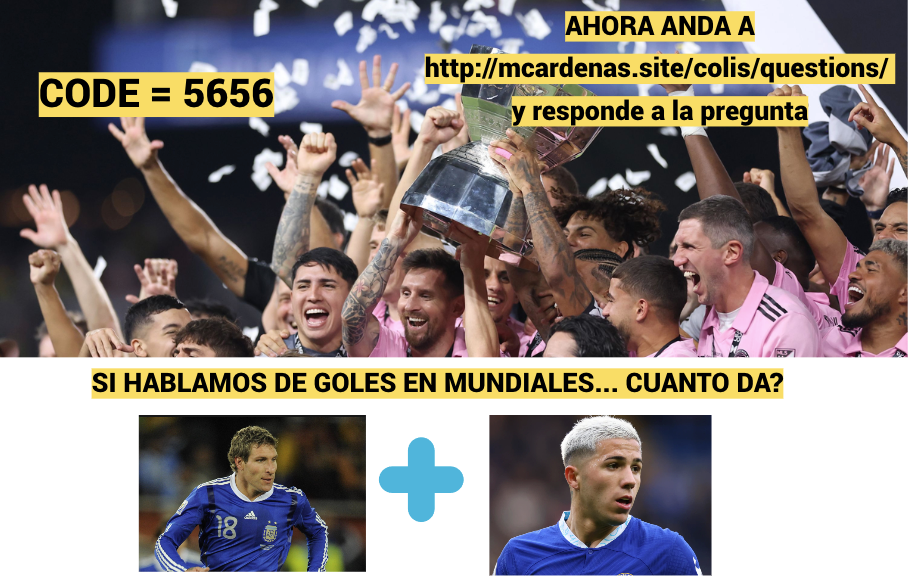 CODE = 5656
AHORA ANDA A
http://mcardenas.site/colis/questions/
y responde a la pregunta
SI HABLAMOS DE GOLES EN MUNDIALES... CUANTO DA?
18